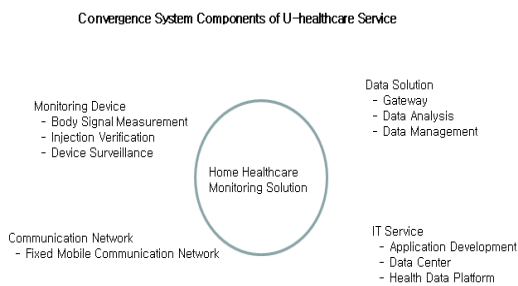 Convergence System Components of U-healthcare Service
Monitoring Device
- Body Signal Measurement
- Injection Verification
- Device Surveillance
Data Solution
- Gateway
- Data Analysis
- Data Management
Home Healthcare
Monitoring Solution
Communication Network
- Fixed Mobile Communication Network
IT Service
- Application Development
- Data Center
- Health Data Platform